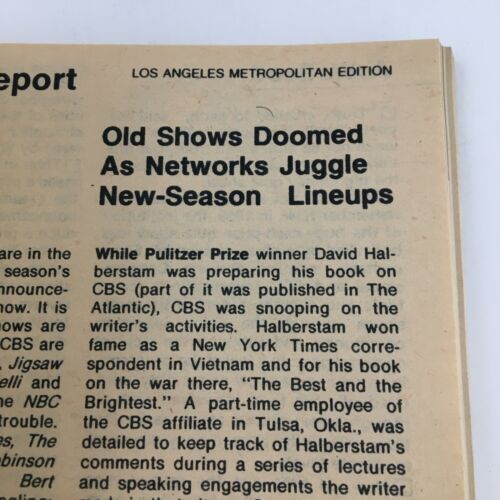 eport
LOS ANGELES METROPOLITAN EDITION
Old Shows Doomed
As Networks Juggle
New-Season Lineups
are in the
season's
nnounce-
now. It is
hows are
CBS are
, Jigsaw
elli and
he NBC
trouble.
es, The
obinson
Bert
While Pulitzer Prize winner David Hal-
berstam was preparing his book on
CBS (part of it was published in The
Atlantic), CBS was snooping on the
writer's activities. Halberstam won
fame as a New York Times corre-
spondent in Vietnam and for his book
on the war there, "The Best and the
Brightest." A part-time employee of
the CBS affiliate in Tulsa, Okla., was
detailed to keep track of Halberstam's
comments during a series of lectures
and speaking engagements the writer